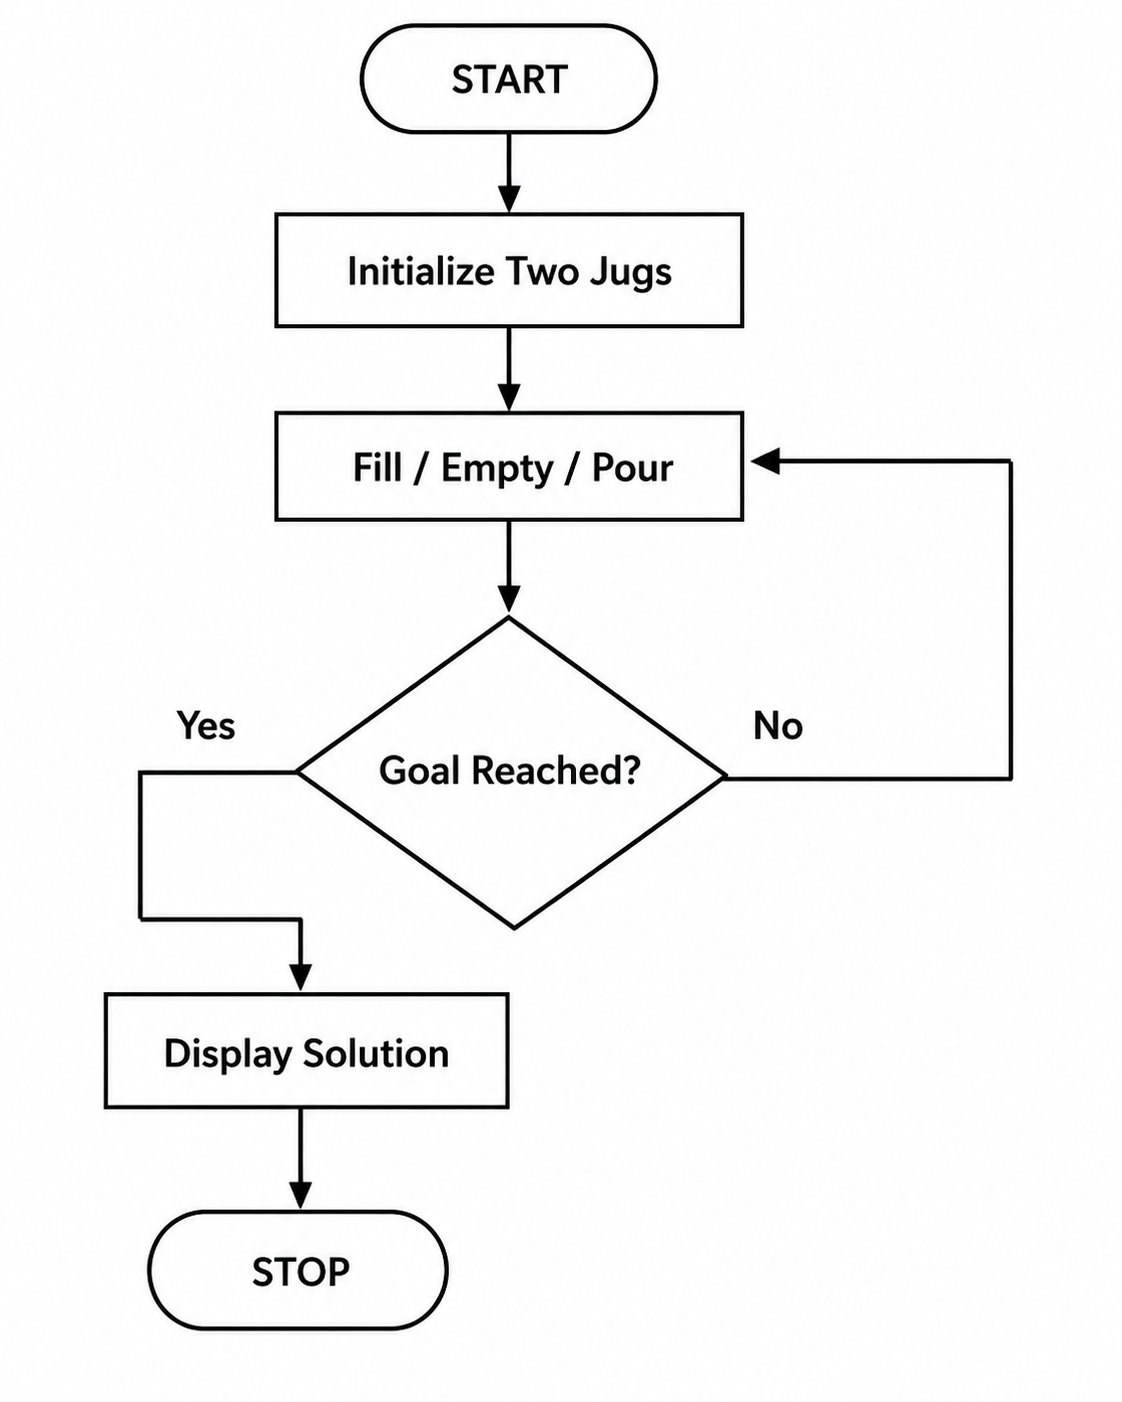 START
Initialize Two Jugs
Fill / Empty / Pour
Goal Reached?
Yes
No
Display Solution
STOP